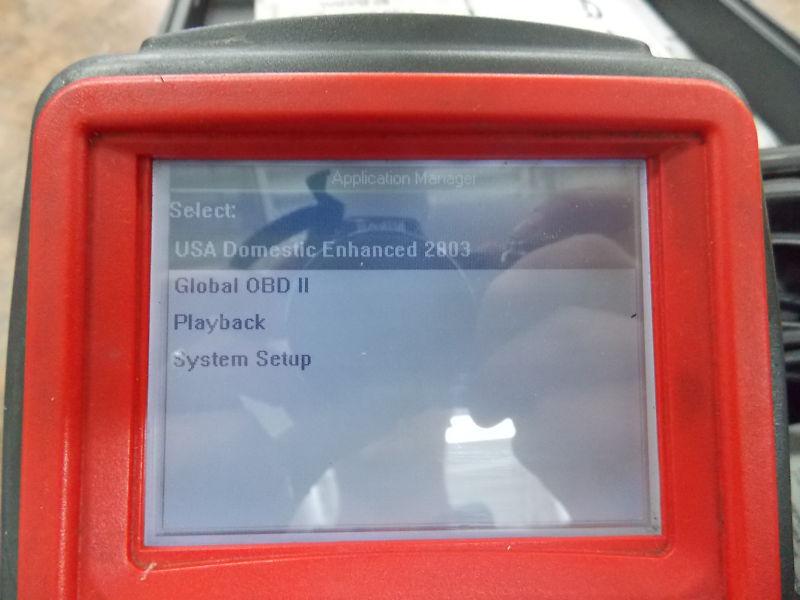 Application Manager
Select:
USA Domestic Enhanced 2803
Global OBD II
Playback
System Setup